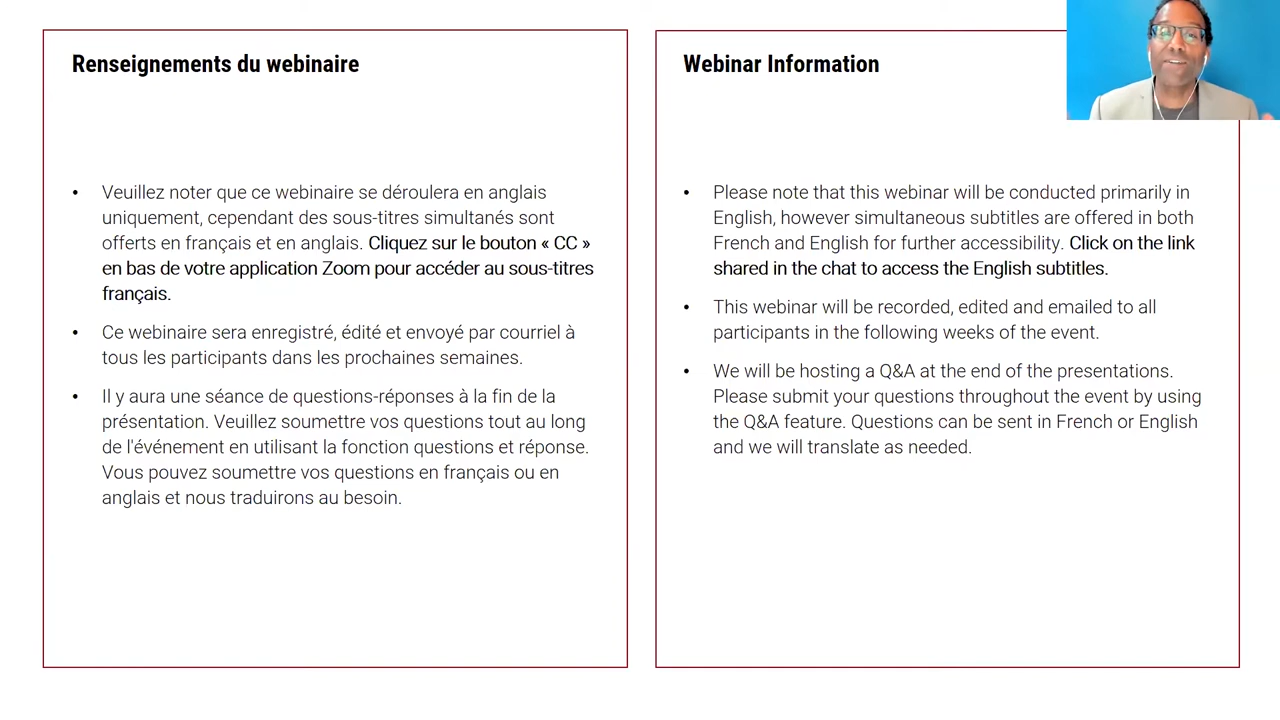 Renseignements du webinaire
• Veuillez noter que ce webinaire se déroulera en anglais
uniquement, cependant des sous-titres simultanés sont
offerts en français et en anglais. Cliquez sur le bouton « CC »
en bas de votre application Zoom pour accéder au sous-titres
français.
• Ce webinaire sera enregistré, édité et envoyé par courriel à
tous les participants dans les prochaines semaines.
• Il y aura une séance de questions-réponses à la fin de la
présentation. Veuillez soumettre vos questions tout au long
de l'événement en utilisant la fonction questions et réponse.
Vous pouvez soumettre vos questions en français ou en
anglais et nous traduirons au besoin.
Webinar Information
• Please note that this webinar will be conducted primarily in
English, however simultaneous subtitles are offered in both
French and English for further accessibility. Click on the link
shared in the chat to access the English subtitles.
• This webinar will be recorded, edited and emailed to all
participants in the following weeks of the event.
• We will be hosting a Q&A at the end of the presentations.
Please submit your questions throughout the event by using
the Q&A feature. Questions can be sent in French or English
and we will translate as needed.